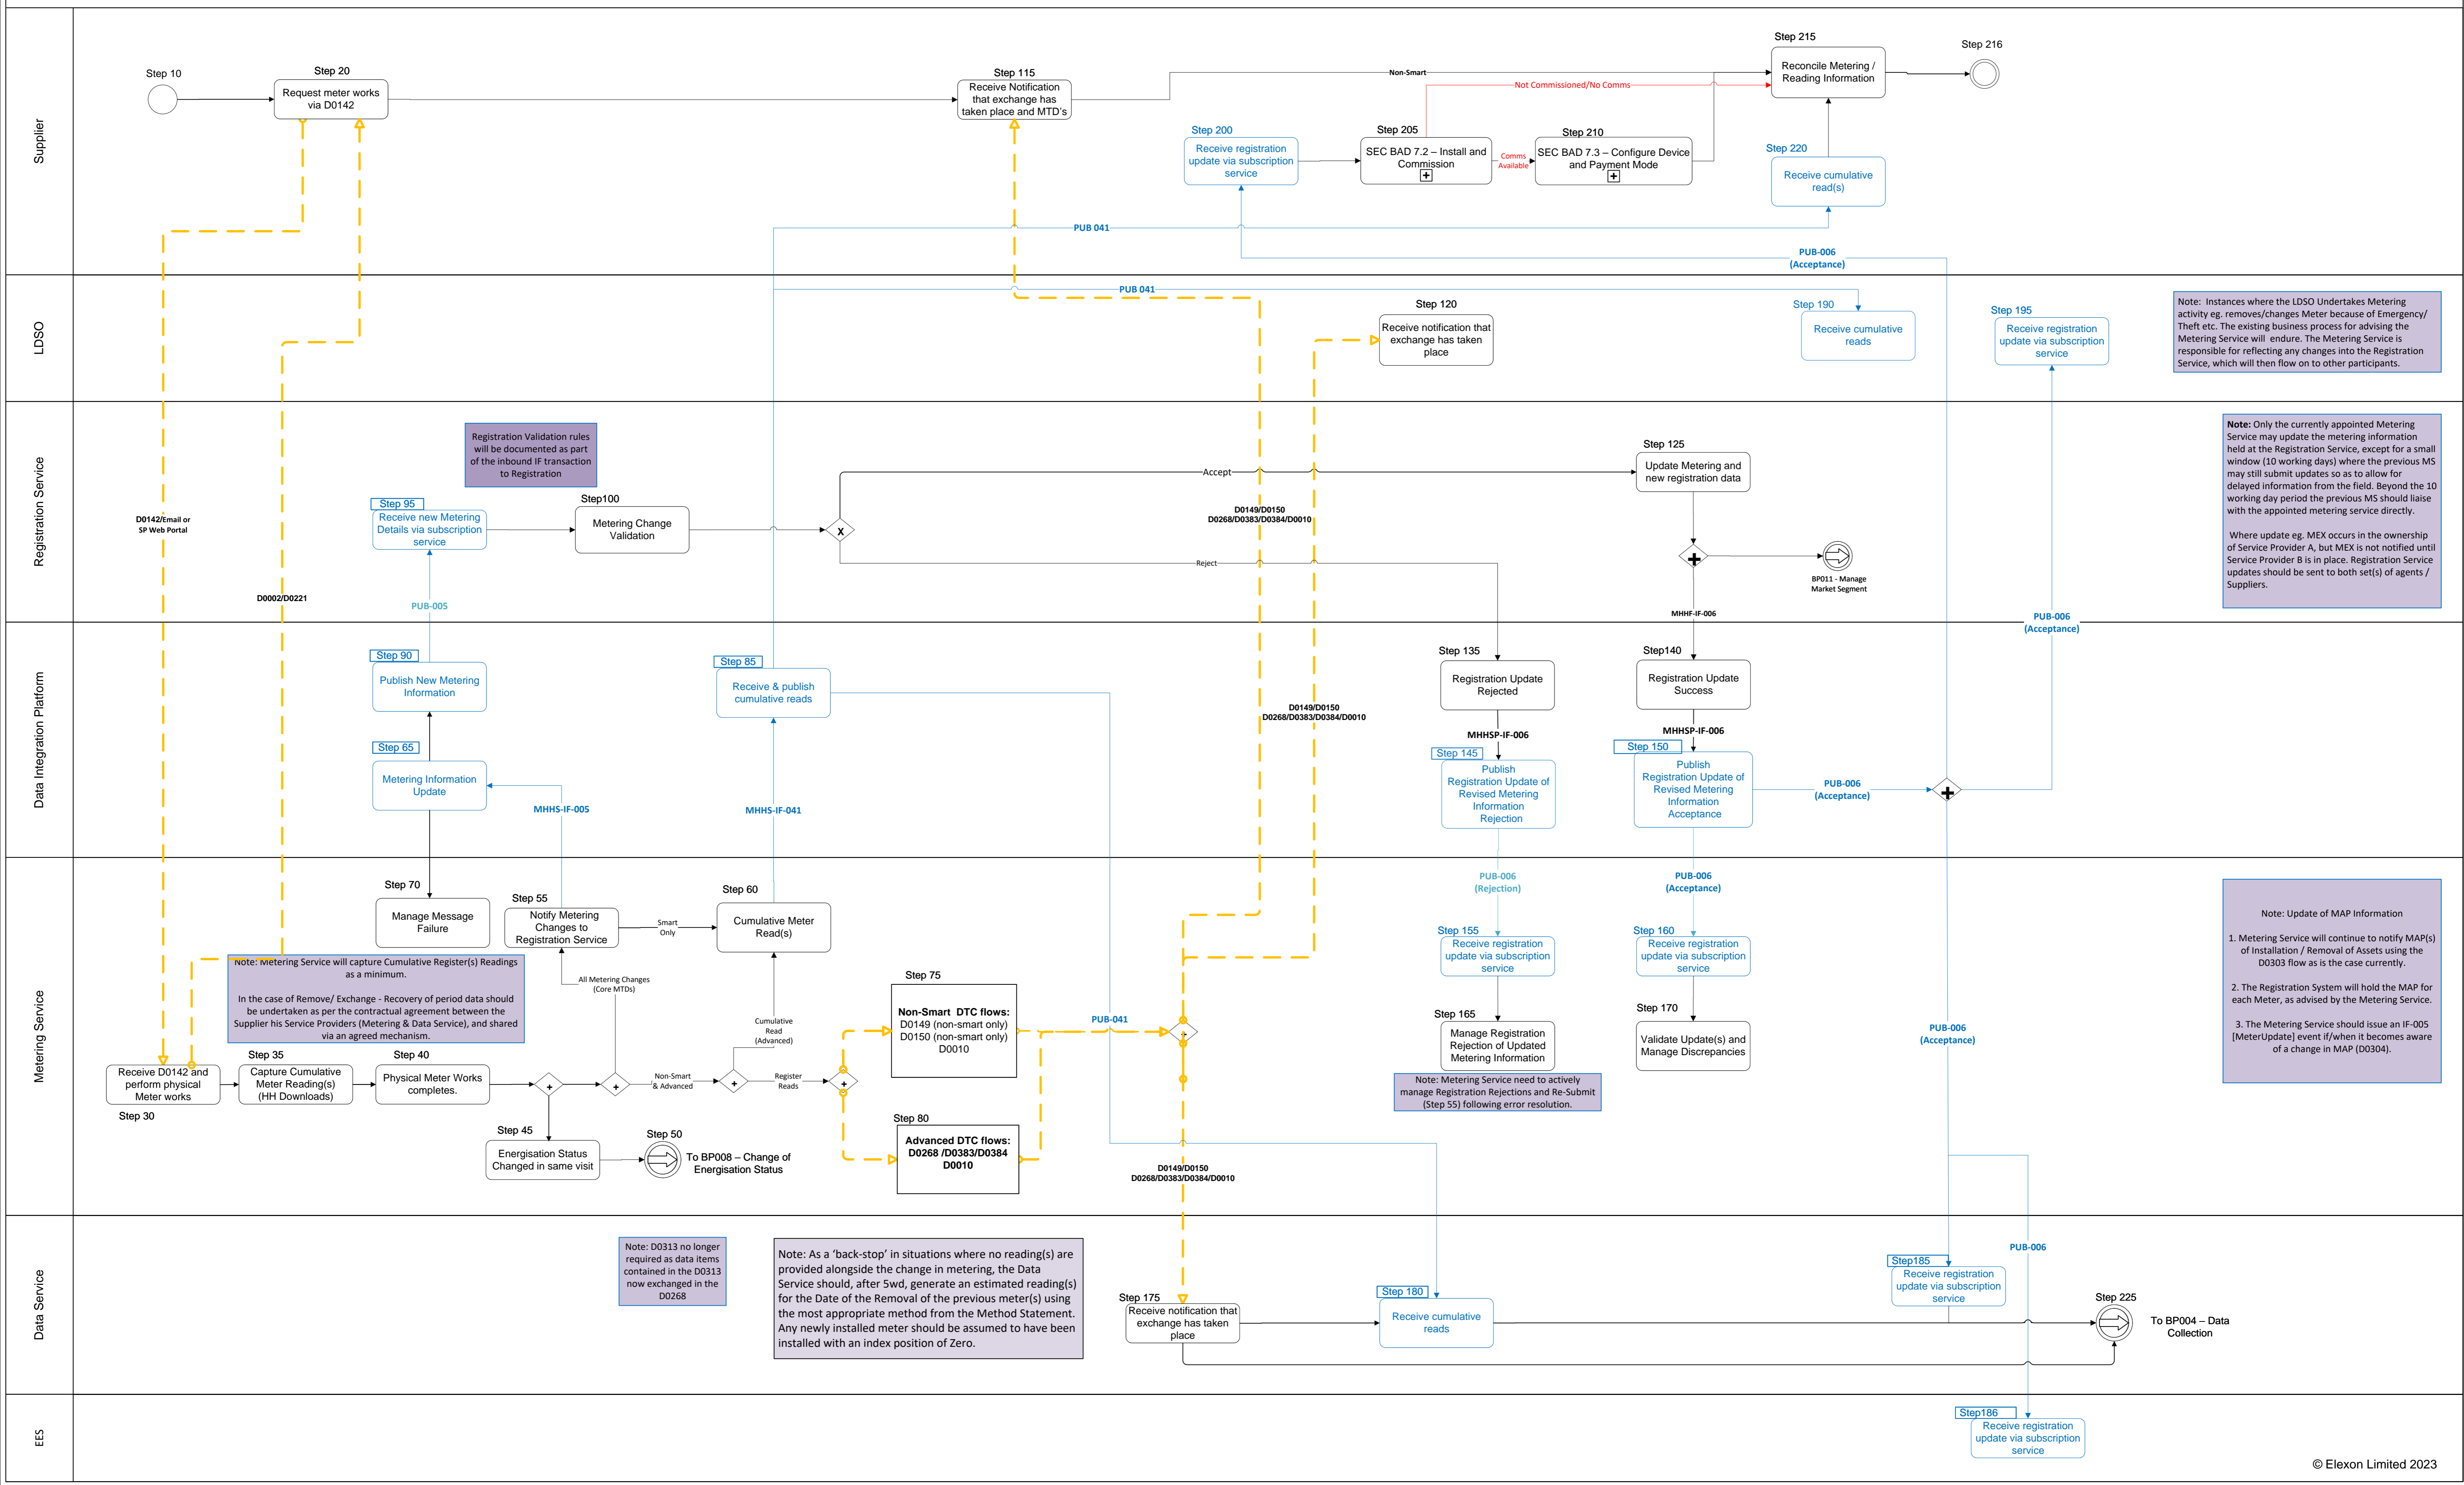 Supplier
Step 10
Step 20
Request meter works
via D0142
Step 115
Receive Notification
that exchange has
taken place and MTD's
Non-Smart
Not Commissioned/No Comms
Step 200
Receive registration
update via subscription
service
Step 205
SEC BAD 7.2 – Install and
Commission
Comms
Available
Step 210
SEC BAD 7.3 – Configure Device
and Payment Mode
Step 215
Reconcile Metering /
Reading Information
Step 216
Step 220
Receive cumulative
read(s)
PUB 041
PUB-006
(Acceptance)
LDSO
PUB 041
Step 120
Receive notification that
exchange has taken
place
Step 190
Receive cumulative
reads
Step 195
Receive registration
update via subscription
service
Note: Instances where the LDSO Undertakes Metering
activity eg. removes/changes Meter because of Emergency/
Theft etc. The existing business process for advising the
Metering Service will endure. The Metering Service is
responsible for reflecting any changes into the Registration
Service, which will then flow on to other participants.
Registration Service
D0142/Email or
SP Web Portal
D0002/D0221
Registration Validation rules
will be documented as part
of the inbound IF transaction
to Registration
Step 95
Receive new Metering
Details via subscription
service
PUB-005
Step100
Metering Change
Validation
X
Accept
Reject
D0149/D0150
D0268/D0383/D0384/D0010
Step 125
Update Metering and
new registration data
BP011 - Manage
Market Segment
MHHF-IF-006
PUB-006
(Acceptance)
Note: Only the currently appointed Metering
Service may update the metering information
held at the Registration Service, except for a small
window (10 working days) where the previous MS
may still submit updates so as to allow for
delayed information from the field. Beyond the 10
working day period the previous MS should liaise
with the appointed metering service directly.
Where update eg. MEX occurs in the ownership
of Service Provider A, but MEX is not notified until
Service Provider B is in place. Registration Service
updates should be sent to both set(s) of agents /
Suppliers.
Data Integration Platform
Step 90
Publish New Metering
Information
Step 65
Metering Information
Update
MHHS-IF-005
Step 85
Receive & publish
cumulative reads
MHHS-IF-041
D0149/D0150
D0268/D0383/D0384/D0010
Step 135
Registration Update
Rejected
MHHSP-IF-006
Step 145
Publish
Registration Update of
Revised Metering
Information
Rejection
Step140
Registration Update
Success
MHHSP-IF-006
Step 150
Publish
Registration Update of
Revised Metering
Information
Acceptance
PUB-006
(Acceptance)
Metering Service
Step 70
Manage Message
Failure
Step 55
Notify Metering
Changes to
Registration Service
Smart
Only
Step 60
Cumulative Meter
Read(s)
All Metering Changes
(Core MTDs)
Note: Metering Service will capture Cumulative Register(s) Readings
as a minimum.
In the case of Remove/ Exchange - Recovery of period data should
be undertaken as per the contractual agreement between the
Supplier his Service Providers (Metering & Data Service), and shared
via an agreed mechanism.
Receive D0142 and
perform physical
Meter works
Step 30
Step 35
Capture Cumulative
Meter Reading(s)
(HH Downloads)
Step 40
Physical Meter Works
completes.
Non-Smart
& Advanced
Cumulative
Read
(Advanced)
Register
Reads
Step 45
Energisation Status
Changed in same visit
Step 50
To BP008 – Change of
Energisation Status
Step 75
Non-Smart DTC flows:
D0149 (non-smart only)
D0150 (non-smart only)
D0010
Step 80
Advanced DTC flows:
D0268 /D0383/D0384
D0010
PUB-041
D0149/D0150
D0268/D0383/D0384/D0010
PUB-006
(Rejection)
Step 155
Receive registration
update via subscription
service
Step 165
Manage Registration
Rejection of Updated
Metering Information
Note: Metering Service need to actively
manage Registration Rejections and Re-Submit
(Step 55) following error resolution.
PUB-006
(Acceptance)
Step 160
Receive registration
update via subscription
service
Step 170
Validate Update(s) and
Manage Discrepancies
PUB-006
(Acceptance)
Note: Update of MAP Information
1. Metering Service will continue to notify MAP(s)
of Installation / Removal of Assets using the
D0303 flow as is the case currently.
2. The Registration System will hold the MAP for
each Meter, as advised by the Metering Service.
3. The Metering Service should issue an IF-005
[MeterUpdate] event if/when it becomes aware
of a change in MAP (D0304).
Data Service
Note: D0313 no longer
required as data items
contained in the D0313
now exchanged in the
D0268
Note: As a 'back-stop' in situations where no reading(s) are
provided alongside the change in metering, the Data
Service should, after 5wd, generate an estimated reading(s)
for the Date of the Removal of the previous meter(s) using
the most appropriate method from the Method Statement.
Any newly installed meter should be assumed to have been
installed with an index position of Zero.
Step 175
Receive notification that
exchange has taken
place
Step 180
Receive cumulative
reads
Step185
Receive registration
update via subscription
service
PUB-006
Step 225
To BP004 – Data
Collection
EES
Step186
Receive registration
update via subscription
service
© Elexon Limited 2023